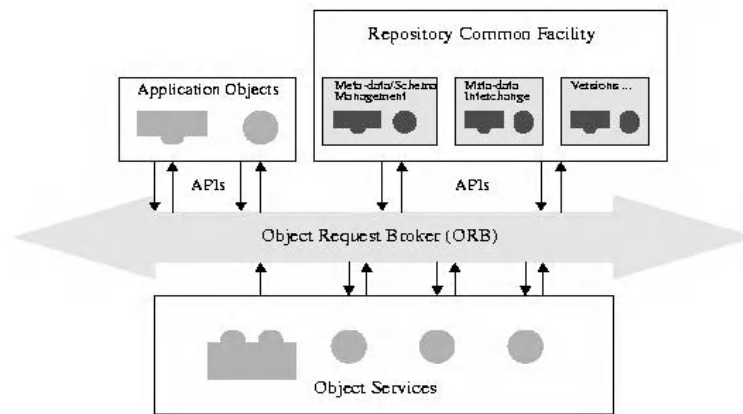 Repository Common Facility
Application Objects
Meta-data/Schema
Management
Meta-data
Interchange
Versions ...
APIs
APIs
Object Request Broker (ORB)
Object Services